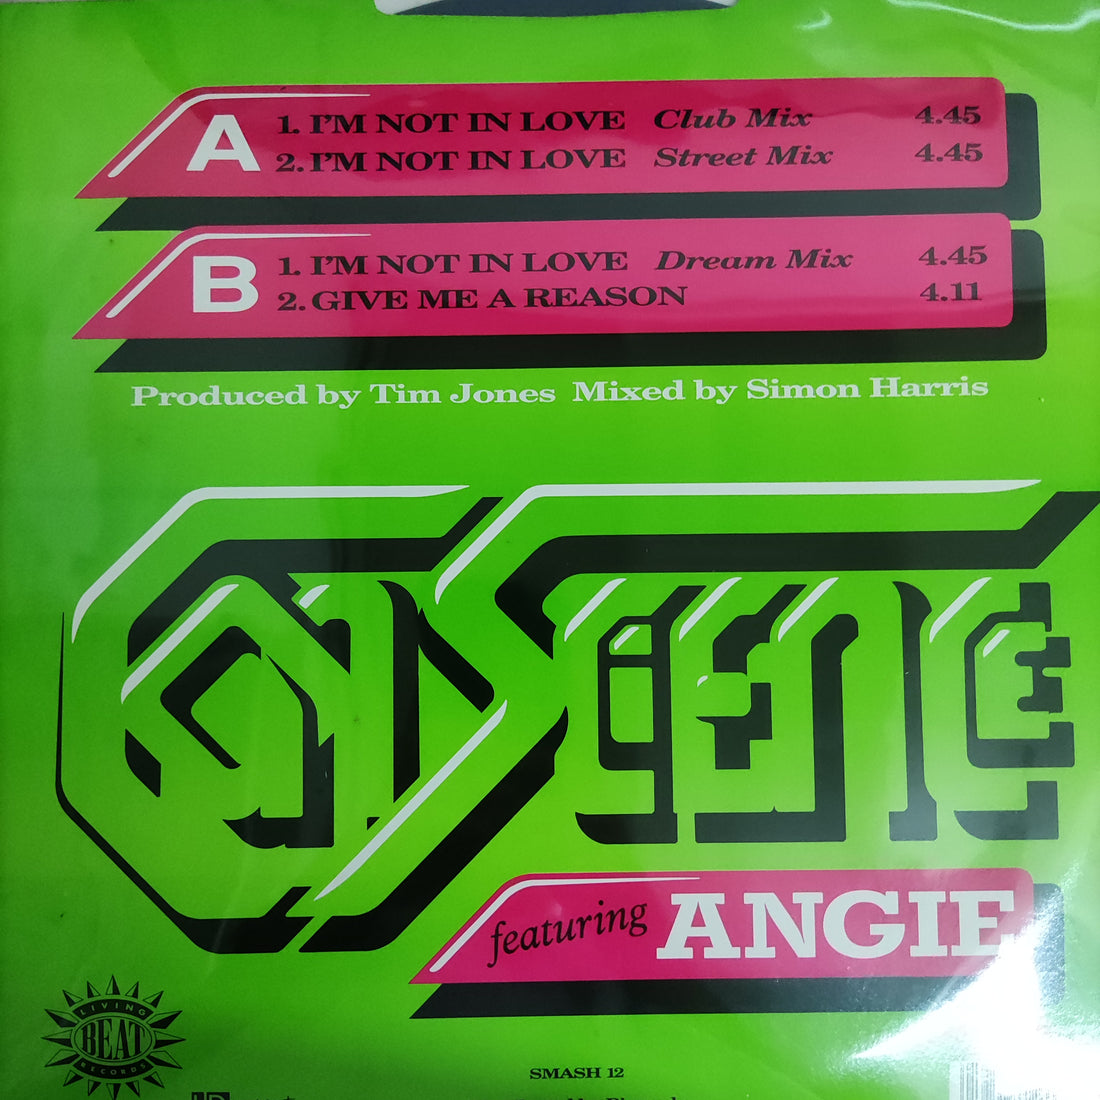 A
1. I'M NOT IN LOVE Club Mix 4.45
2. I'M NOT IN LOVE Street Mix 4.45
B
1. I'M NOT IN LOVE Dream Mix 4.45
2. GIVE ME A REASON 4.11
Produced by Tim Jones Mixed by Simon Harris
featuring ANGIE
LIVING
BEAT
RECORDS
SMASH 12